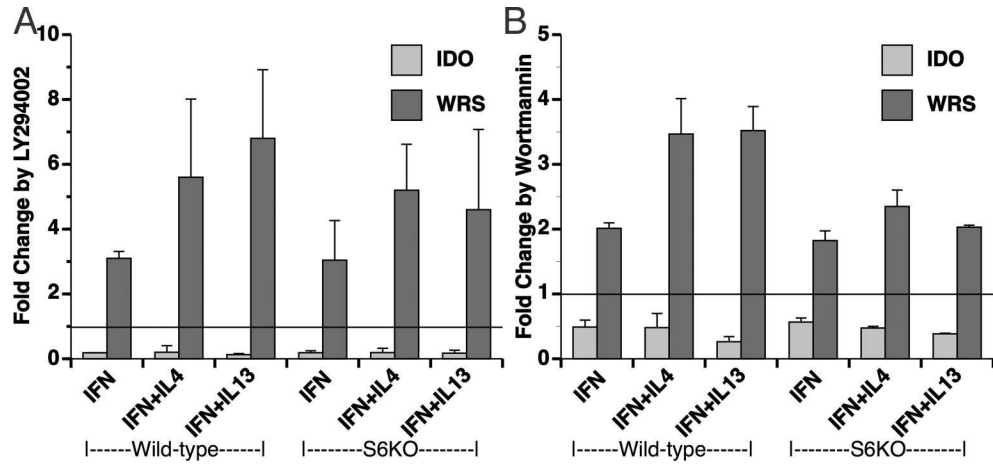 A
Fold Change by LY294002
10
8
6
4
2
0
IDO
WRS
IFN
IFN+IL4
IFN+IL13
IFN
IFN+IL4
IFN+IL13
I------Wild-type------I
I-------S6KO-------I
B
Fold Change by Wortmannin
5
4
3
2
1
0
IDO
WRS
IFN
IFN+IL4
IFN+IL13
IFN
IFN+IL4
IFN+IL13
I------Wild-type------I
I-------S6KO-------I